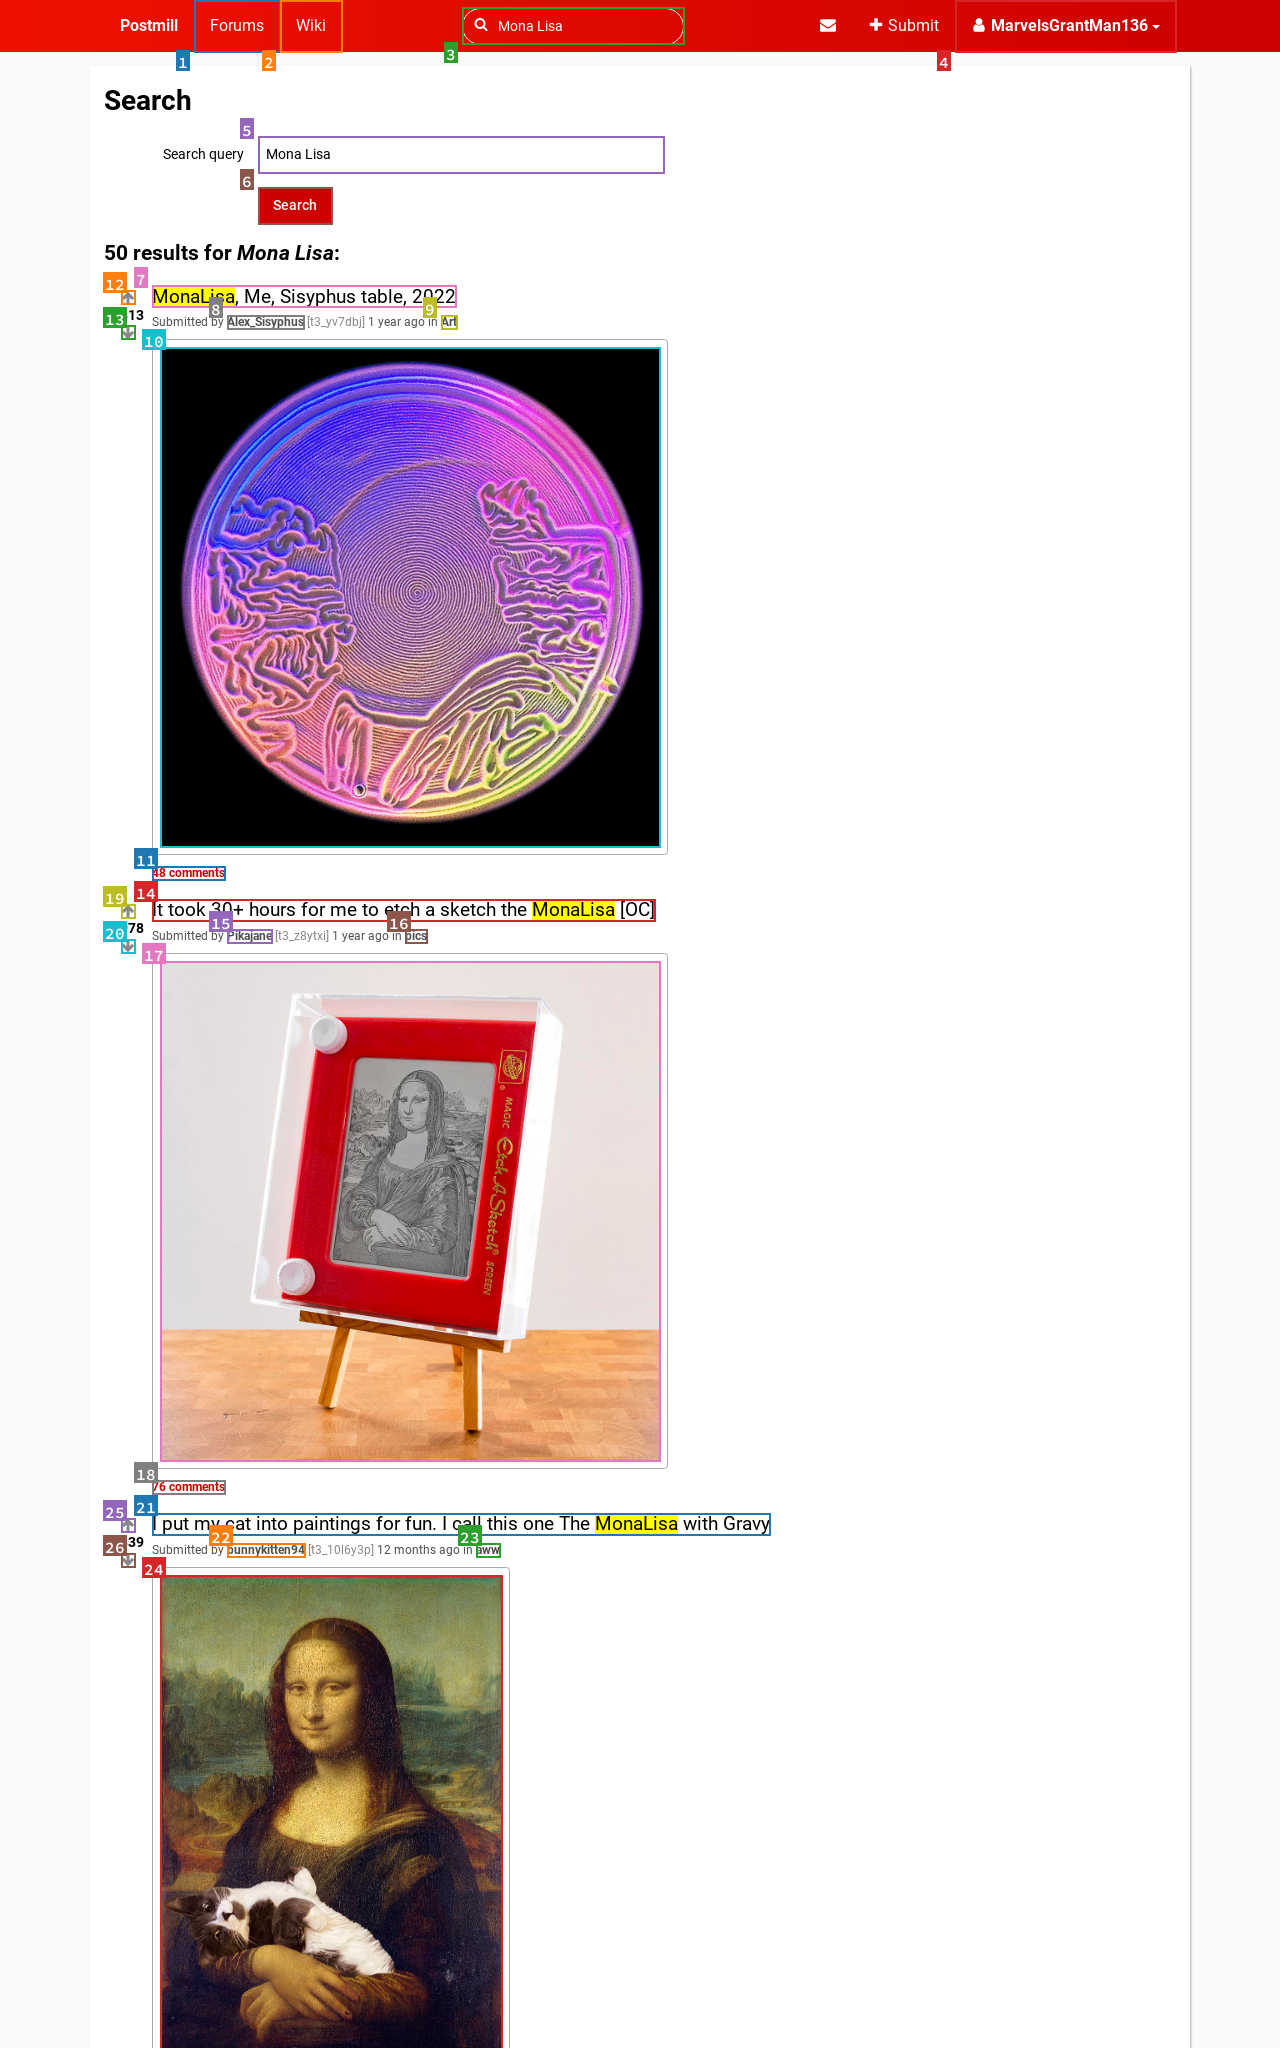 Postmill Forums Wiki Mona Lisa Submit MarvelsGrantMan136
1 2 3 4
Search
5
Search query Mona Lisa
6
Search
50 results for Mona Lisa:
12 7
MonaLisa, Me, Sisyphus table, 2022
8 9
13 13
Submitted by Alex_Sisyphus [t3_yv7dbj] 1 year ago in Art
10
11
48 comments
19 14
It took 30+ hours for me to etch a sketch the MonaLisa [OC]
15 16
20 78
Submitted by Pikajane [t3_z8ytxi] 1 year ago in pics
17
MAGIC
Etch A Sketch®
SCREEN
18
76 comments
25 21
I put my cat into paintings for fun. I call this one The MonaLisa with Gravy
22 23
26 39
Submitted by bunnykitten94 [t3_10l6y3p] 12 months ago in aww
24